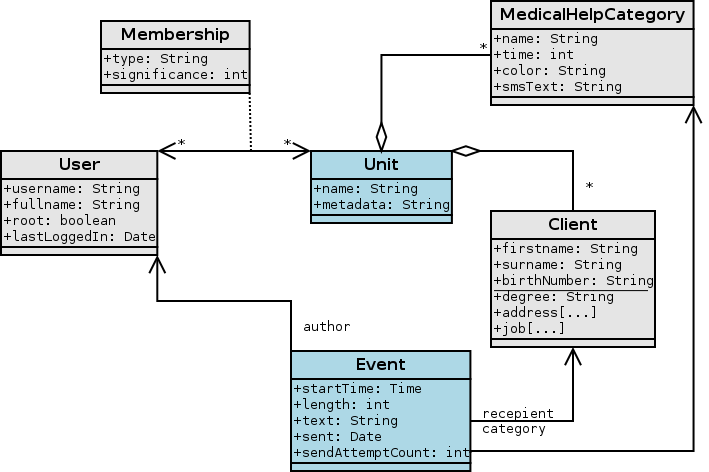 MedicalHelpCategory
+name: String
+time: int
+color: String
+smsText: String
Membership
+type: String
+significance: int
*
*
*
User
+username: String
+fullname: String
+root: boolean
+lastLoggedIn: Date
Unit
+name: String
+metadata: String
*
Client
+firstname: String
+surname: String
+birthNumber: String
+degree: String
+address[...]
+job[...]
author
Event
+startTime: Time
+length: int
+text: String
+sent: Date
+sendAttemptCount: int
recepient
category